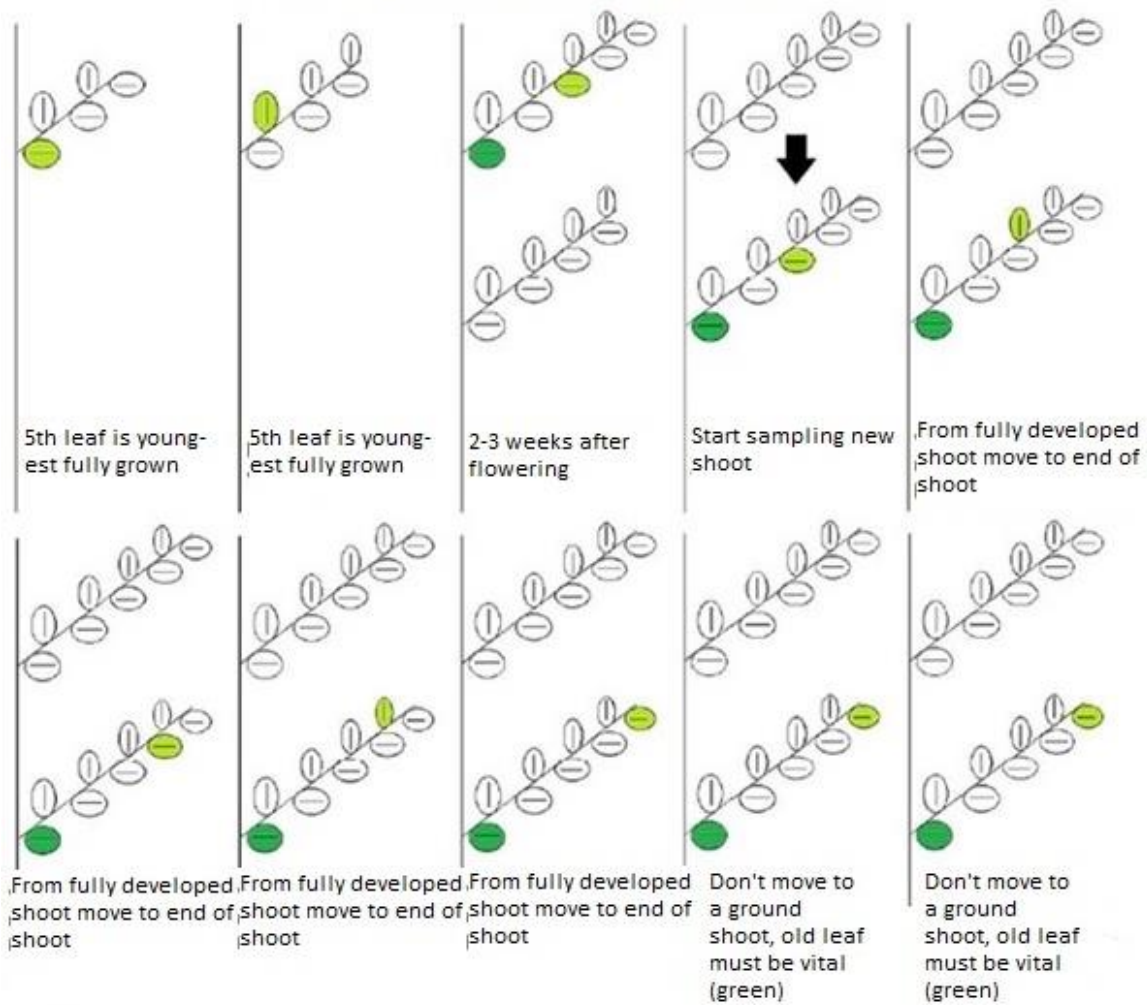 5th leaf is young-
est fully grown
5th leaf is young-
est fully grown
2-3 weeks after
flowering
Start sampling new
shoot
From fully developed
shoot move to end of
shoot
From fully developed
shoot move to end of
shoot
From fully developed
shoot move to end of
shoot
From fully developed
shoot move to end of
shoot
Don't move to
a ground
shoot, old leaf
must be vital
(green)
Don't move to
a ground
shoot, old leaf
must be vital
(green)